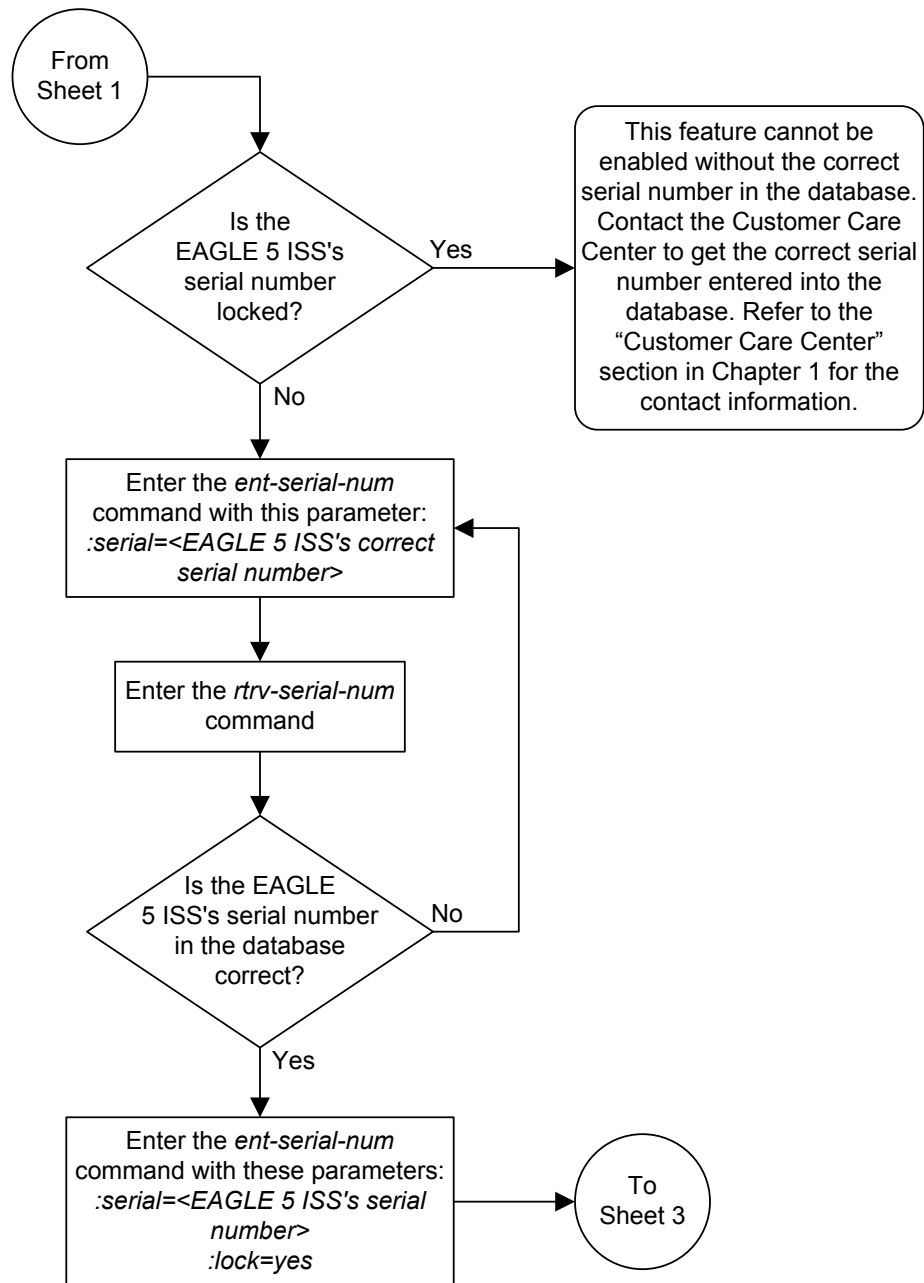 From
Sheet 1
Is the
EAGLE 5 ISS's
serial number
locked?
Yes
This feature cannot be
enabled without the correct
serial number in the database.
Contact the Customer Care
Center to get the correct serial
number entered into the
database. Refer to the
“Customer Care Center”
section in Chapter 1 for the
contact information.
No
Enter the ent-serial-num
command with this parameter:
:serial=<EAGLE 5 ISS's correct
serial number>
Enter the rtrv-serial-num
command
Is the EAGLE
5 ISS's serial number
in the database
correct?
No
Yes
Enter the ent-serial-num
command with these parameters:
:serial=<EAGLE 5 ISS's serial
number>
:lock=yes
To
Sheet 3